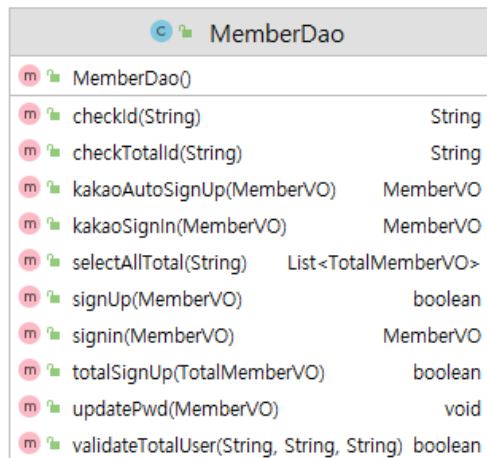 C MemberDao
m MemberDao()
m checkId(String) String
m checkTotalId(String) String
m kakaoAutoSignUp(MemberVO) MemberVO
m kakaoSignIn(MemberVO) MemberVO
m selectAllTotal(String) List<TotalMemberVO>
m signUp(MemberVO) boolean
m signin(MemberVO) MemberVO
m totalSignUp(TotalMemberVO) boolean
m updatePwd(MemberVO) void
m validateTotalUser(String, String, String) boolean